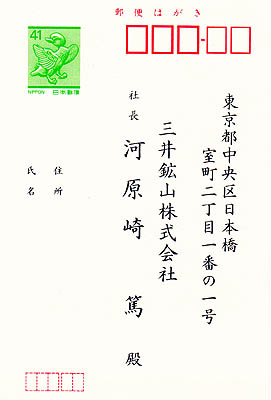 郵便はがき
41
NIPPON 日本郵便
東京都中央区日本橋
室町二丁目一番の一号
三井鉱山株式会社
社長 河原崎 篤 殿
住所
氏名